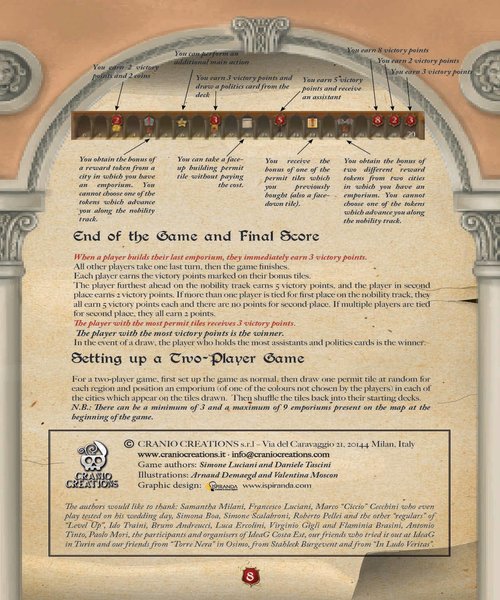 You earn 2 victory
points and 2 coins
You can perform an
additional main action
You earn 3 victory points and
draw a politics card from the
deck
You earn 5 victory
points and receive
an assistant
You earn 8 victory points
You earn 2 victory points
You earn 3 victory points
You obtain the bonus of
a reward token from a
city in which you have
an emporium. You
cannot choose one of the
tokens which advance
you along the nobility
track.
You can take a face-
up building permit
tile without paying
the cost.
You receive the
bonus of one of the
permit tiles which
you previously
bought (also a face-
down tile).
You obtain the bonus of
two different reward
tokens from two cities
in which you have an
emporium. You cannot
choose one of the tokens
which advance you along
the nobility track.
End of the Game and Final Score
When a player builds their last emporium, they immediately earn 3 victory points.
All other players take one last turn, then the game finishes.
Each player earns the victory points marked on their bonus tiles.
The player furthest ahead on the nobility track earns 5 victory points, and the player in second
place earns 2 victory points. If more than one player is tied for first place on the nobility track, they
all earn 5 victory points each and there are no points for second place. If multiple players are tied
for second place, they all earn 2 points.
The player with the most permit tiles receives 3 victory points.
The player with the most victory points is the winner.
In the event of a draw, the player who holds the most assistants and politics cards is the winner.
Setting up a Two-Player Game
For a two-player game, first set up the game as normal, then draw one permit tile at random for
each region and position an emporium (of one of the colours not chosen by the players) in each of
the cities which appear on the tiles drawn. Then shuffle the tiles back into their starting decks.
N.B.: There can be a minimum of 3 and a maximum of 9 emporiums present on the map at the
beginning of the game.
CRANIO
CREATIONS
© CRANIO CREATIONS s.r.l - Via del Caravaggio 21, 20144 Milan, Italy
www.craniocreations.it - info@craniocreations.com
Game authors: Simone Luciani and Daniele Tascini
Illustrations: Arnaud Demaegd and Valentina Moscon
Graphic design: ISPIRANDA www.ispiranda.com
The authors would like to thank: Samantha Milani, Francesco Luciani, Marco "Ciccio" Cecchini who even
play tested on his wedding day, Simona Boa, Simone Scalabroni, Roberto Pellei and the other "regulars" of
"Level Up", Ido Traini, Bruno Andreucci, Luca Ercolini, Virginio Gigli and Flaminia Brasini, Antonio
Tinto, Paolo Mori, the participants and organisers of IdeaG Costa Est, our friends who tried it out at IdeaG
in Turin and our friends from "Torre Nera" in Osimo, from Stahleck Burgevent and from "In Ludo Veritas".
8